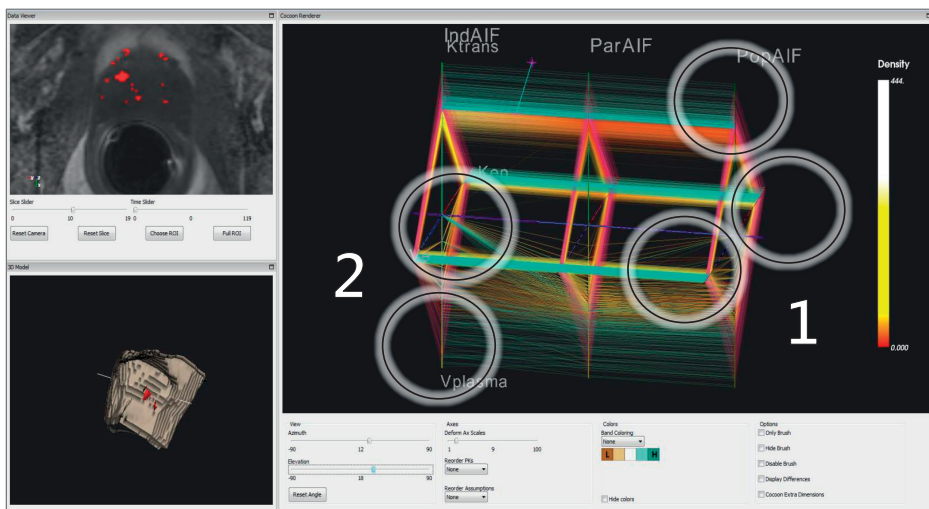 Data Viewer
Slice Slider
Time Slider
0 10 19 0 0 119
Reset Camera
Reset Slice
Choose ROI
Full ROI
3D Model
Cocoon Renderer
IndAIF
Ktrans
ParAIF
PopAIF
Kep
Vplasma
2
1
Density
444.
0.000
View
Azimuth
-90 12 90
Elevation
-90 18 90
Reset Angle
Axes
Deform Ax Scales
1 9 100
Reorder PKs
None
Reorder Assumptions
None
Colors
Band Coloring
None
L H
Hide colors
Options
Only Brush
Hide Brush
Disable Brush
Display Differences
Cocoon Extra Dimensions